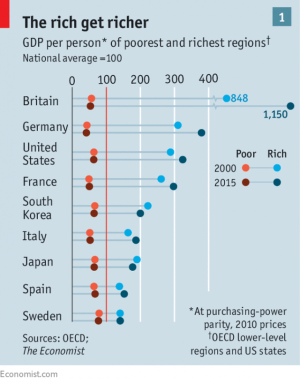 The rich get richer
1
GDP per person* of poorest and richest regions†
National average =100
0 100 200 300 400
Britain
848
1,150
Germany
United
States
Poor Rich
2000
2015
France
South
Korea
Italy
Japan
Spain
Sweden
*At purchasing-power
parity, 2010 prices
†OECD lower-level
regions and US states
Sources: OECD;
The Economist
Economist.com